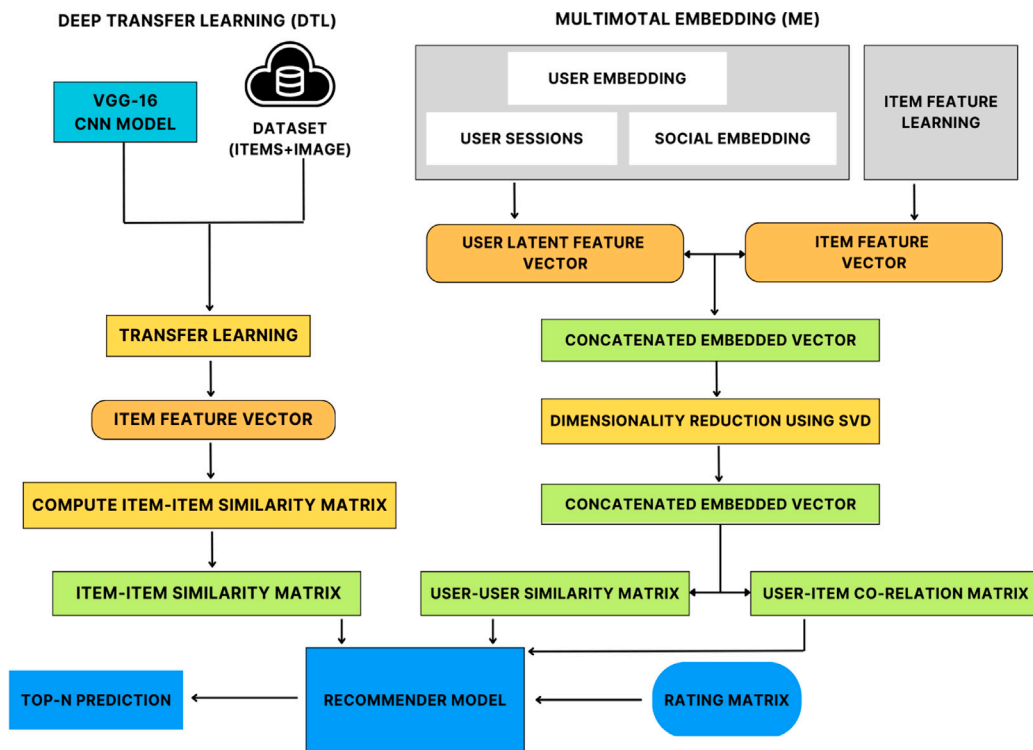 DEEP TRANSFER LEARNING (DTL)
MULTIMOTAL EMBEDDING (ME)
VGG-16
CNN MODEL
DATASET
(ITEMS+IMAGE)
USER EMBEDDING
USER SESSIONS
SOCIAL EMBEDDING
ITEM FEATURE
LEARNING
USER LATENT FEATURE
VECTOR
ITEM FEATURE
VECTOR
TRANSFER LEARNING
CONCATENATED EMBEDDED VECTOR
ITEM FEATURE VECTOR
DIMENSIONALITY REDUCTION USING SVD
COMPUTE ITEM-ITEM SIMILARITY MATRIX
CONCATENATED EMBEDDED VECTOR
ITEM-ITEM SIMILARITY MATRIX
USER-USER SIMILARITY MATRIX
USER-ITEM CO-RELATION MATRIX
TOP-N PREDICTION
RECOMMENDER MODEL
RATING MATRIX